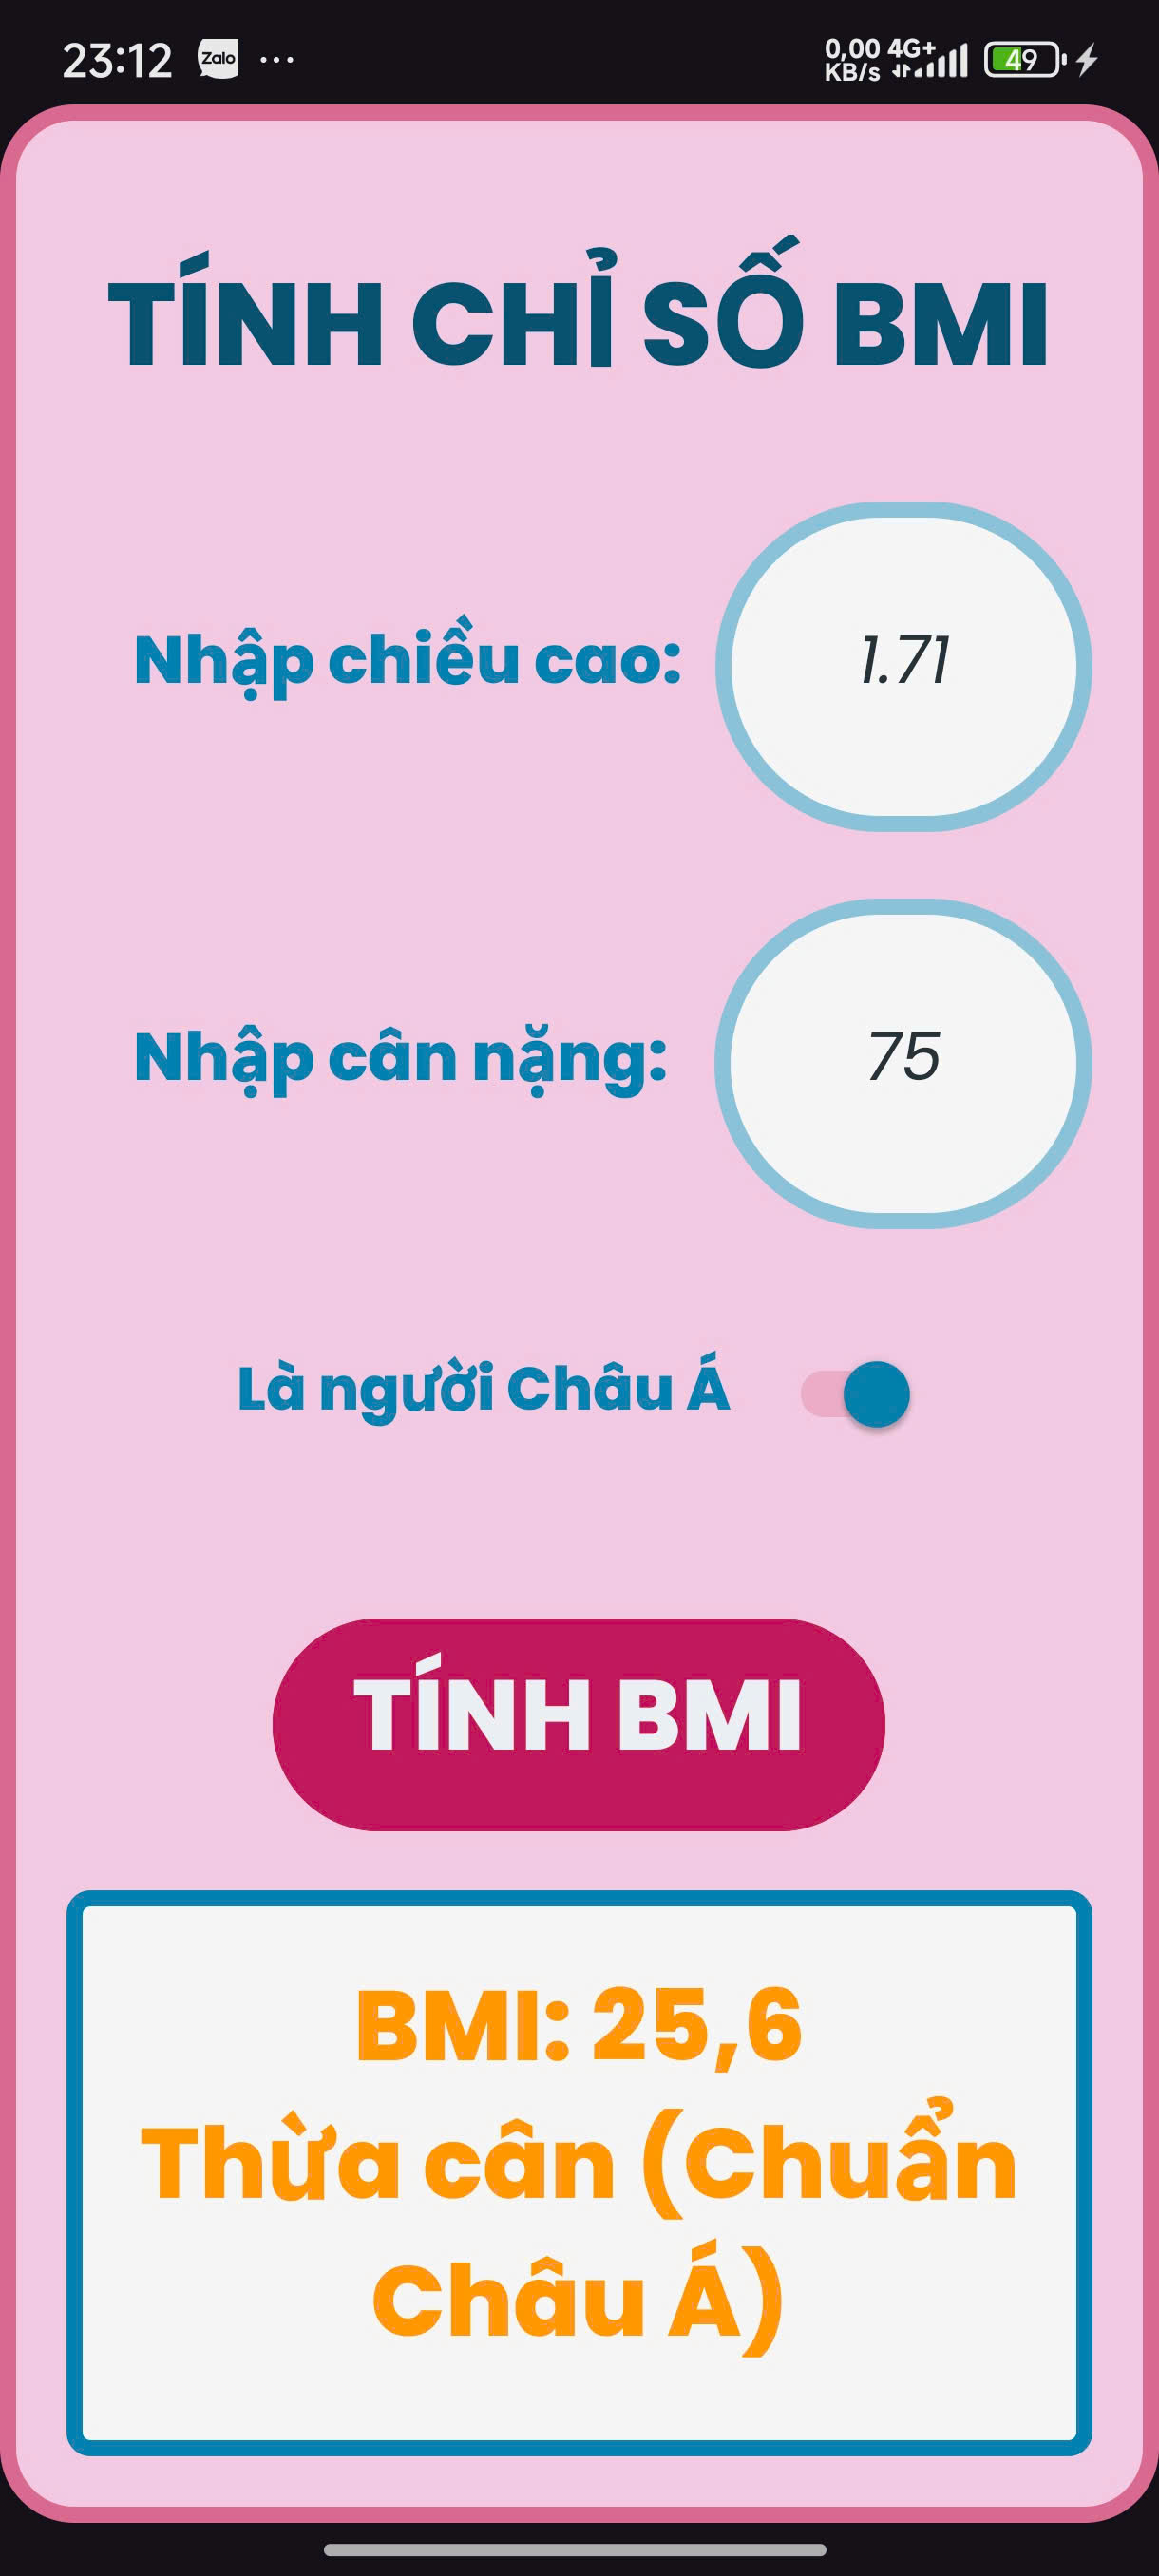 23:12 Zalo ...
0,00 4G+
KB/s 49
TÍNH CHỈ SỐ BMI
Nhập chiều cao: 1.71
Nhập cân nặng: 75
Là người Châu Á
TÍNH BMI
BMI: 25,6
Thừa cân (Chuẩn
Châu Á)